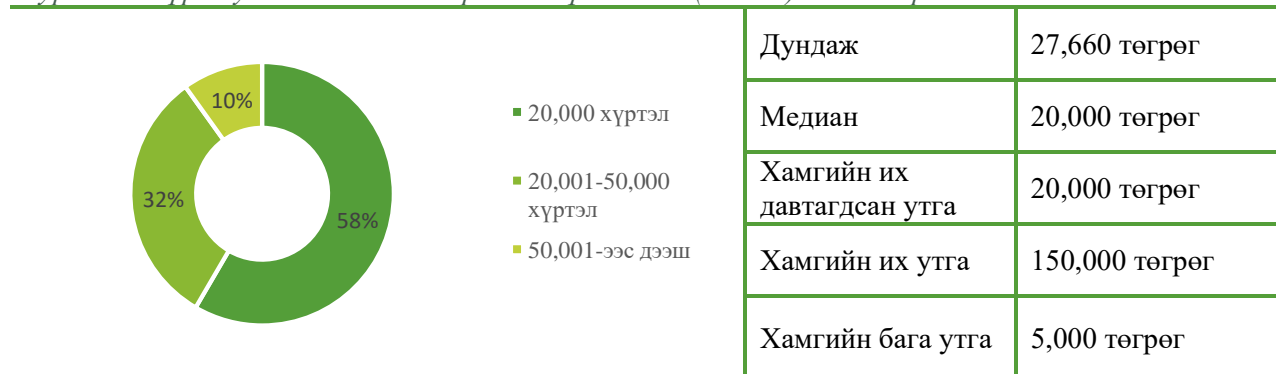 10%
32%
58%
20,000 хүртэл
20,001-50,000
хүртэл
50,001-ээс дээш
Дундаж 27,660 төгрөг
Медиан 20,000 төгрөг
Хамгийн их
давтагдсан утга 20,000 төгрөг
Хамгийн их утга 150,000 төгрөг
Хамгийн бага утга 5,000 төгрөг